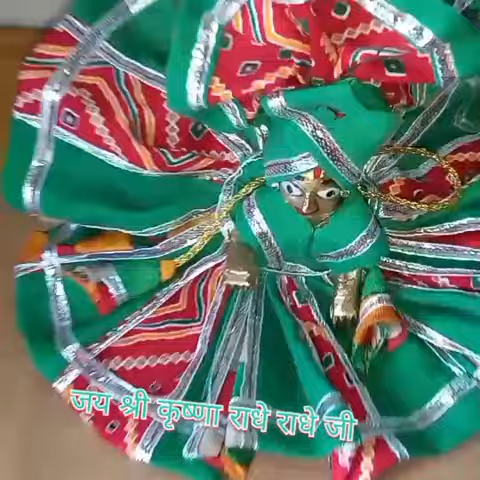 जय श्री कृष्णा राधे राधे जी